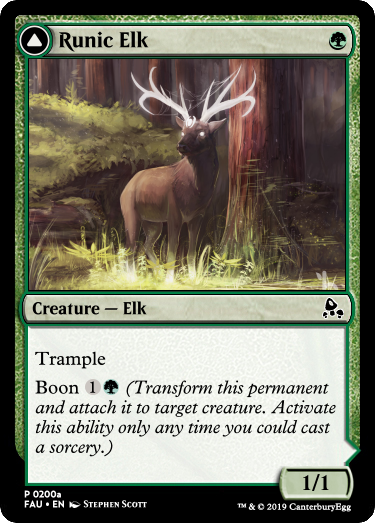 Runic Elk
Creature — Elk
Trample
Boon 1 (Transform this permanent
and attach it to target creature. Activate
this ability only any time you could cast
a sorcery.)
1/1
P 0200a
FAU • EN Stephen Scott
™ & © 2019 CanterburyEgg